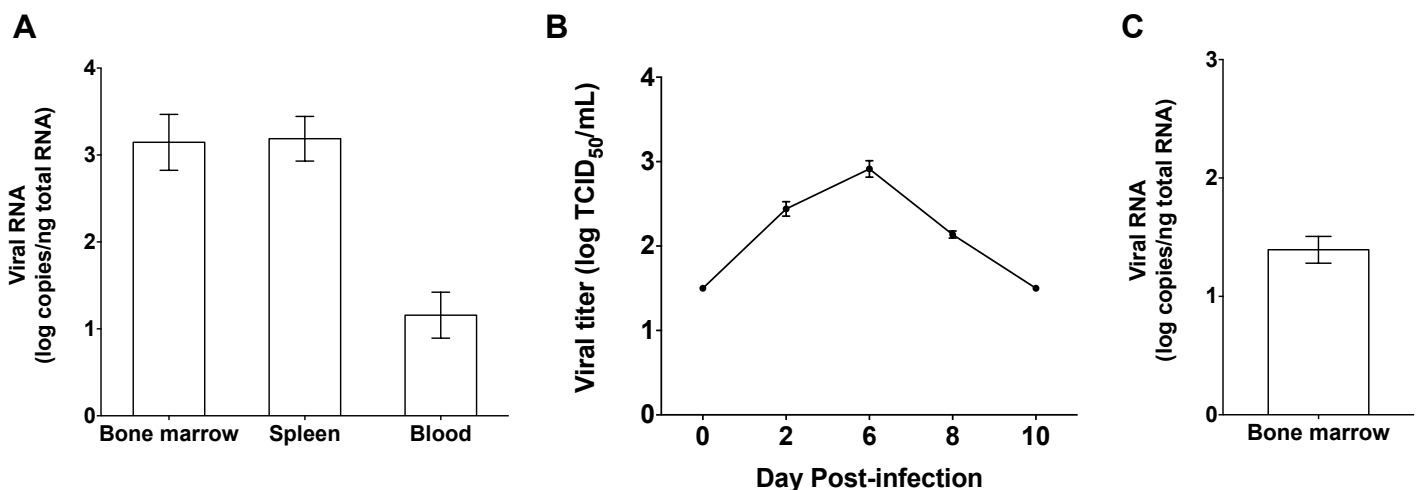 A
Viral RNA
(log copies/ng total RNA)
4
3
2
1
0
Bone marrow
Spleen
Blood
B
Viral titer (log TCID50/mL)
4
3
2
1
0
0
2
6
8
10
Day Post-infection
C
Viral RNA
(log copies/ng total RNA)
3
2
1
0
Bone marrow